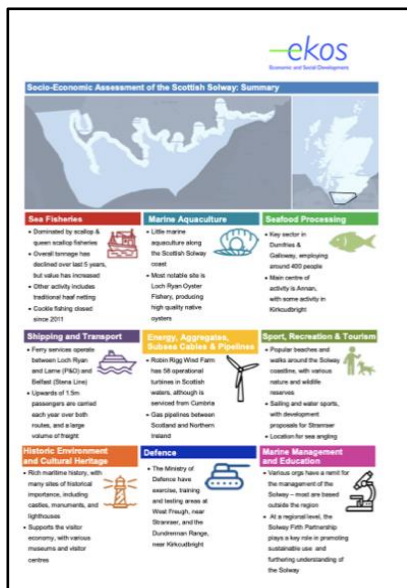 ekos
Economic and Social Development
Socio-Economic Assessment of the Scottish Solway: Summary
Sea Fisheries
• Dominated by scallop &
queen scallop fisheries
• Overall tonnage has
declined over last 5 years,
but value has increased
• Other activity includes
traditional haaf netting
• Cockle fishing closed
since 2011
Marine Aquaculture
• Little marine
aquaculture along
the Scottish Solway
coast
• Most notable site is
Loch Ryan Oyster
Fishery, producing
high quality native
oysters
Seafood Processing
• Key sector in
Dumfries &
Galloway, employing
around 400 people
• Main centre of
activity is Annan,
with some activity in
Kirkcudbright
Shipping and Transport
• Ferry services operate
between Loch Ryan
and Larne (P&O) and
Belfast (Stena Line)
• Upwards of 1.5m
passengers are carried
each year over both
routes, and a large
volume of freight
Energy, Aggregates,
Subsea Cables & Pipelines
• Robin Rigg Wind Farm
has 58 operational
turbines in Scottish
waters, although is
serviced from Cumbria
• Gas pipelines between
Scotland and Northern
Ireland
Sport, Recreation & Tourism
• Popular beaches and
walks around the Solway
coastline, with various
nature and wildlife
reserves
• Sailing and water sports,
with development
proposals for Stranraer
• Location for sea angling
Historic Environment
and Cultural Heritage
• Rich maritime history, with
many sites of historical
importance, including
castles, monuments, and
lighthouses
• Supports the visitor
economy, with various
museums and visitor
centres
Defence
• The Ministry of
Defence have
exercise, training
and testing areas at
West Freugh, near
Stranraer, and the
Dundrennan Range,
near Kirkcudbright
Marine Management
and Education
• Various orgs have a remit for
the management of the
Solway – most are based
outside the region
• At a regional level, the
Solway Firth Partnership
plays a key role in promoting
sustainable use and
furthering understanding of
the Solway